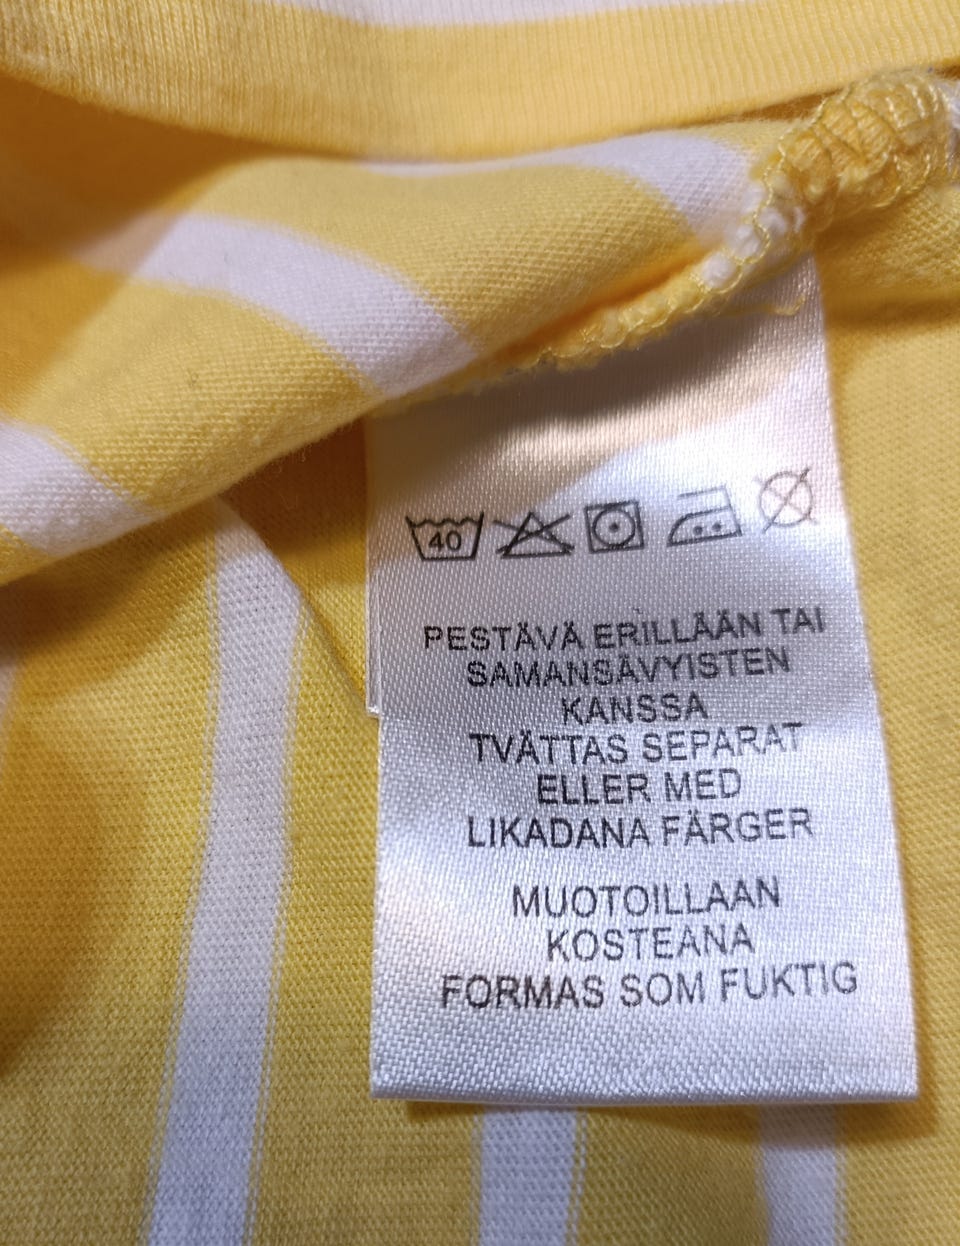 40
PESTÄVÄ ERILLÄÄN TAI
SAMANSÄVYISTEN
KANSSA
TVÄTTAS SEPARAT
ELLER MED
LIKADANA FÄRGER
MUOTOILLAAN
KOSTEANA
FORMAS SOM FUKTIG